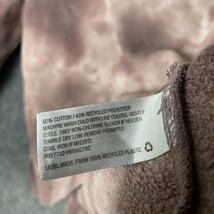 60% COTTON / 40% RECYCLED POLYESTER
MACHINE WASH COLD WITH LIKE COLORS, GENTLE
CYCLE, ONLY NON-CHLORINE BLEACH IF NEEDED
TUMBLE DRY LOW REMOVE PROMPTLY
COOL IRON IF NEEDED
LABEL MADE FROM 100% RECYCLED PLASTIC